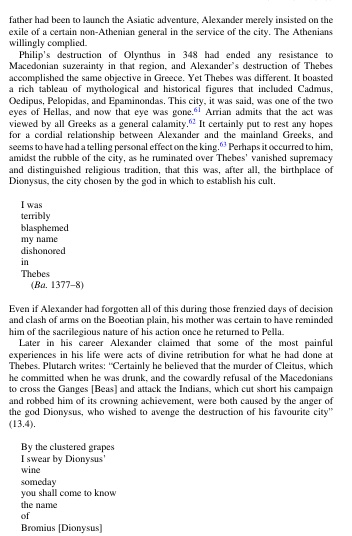 father had been to launch the Asiatic adventure, Alexander merely insisted on the
exile of a certain non-Athenian general in the service of the city. The Athenians
willingly complied.
Philip's destruction of Olynthus in 348 had ended any resistance to
Macedonian suzerainty in that region, and Alexander's destruction of Thebes
accomplished the same objective in Greece. Yet Thebes was different. It boasted
a rich tableau of mythological and historical figures that included Cadmus,
Oedipus, Pelopidas, and Epaminondas. This city, it was said, was one of the two
eyes of Hellas, and now that eye was gone.61 Arrian admits that the act was
viewed by all Greeks as a general calamity.62 It certainly put to rest any hopes
for a cordial relationship between Alexander and the mainland Greeks, and
seems to have had a telling personal effect on the king.63 Perhaps it occurred to him,
amidst the rubble of the city, as he ruminated over Thebes' vanished supremacy
and distinguished religious tradition, that this was, after all, the birthplace of
Dionysus, the city chosen by the god in which to establish his cult.
I was
terribly
blasphemed
my name
dishonored
in
Thebes
(Ba. 1377–8)
Even if Alexander had forgotten all of this during those frenzied days of decision
and clash of arms on the Boeotian plain, his mother was certain to have reminded
him of the sacrilegious nature of his action once he returned to Pella.
Later in his career Alexander claimed that some of the most painful
experiences in his life were acts of divine retribution for what he had done at
Thebes. Plutarch writes: "Certainly he believed that the murder of Cleitus, which
he committed when he was drunk, and the cowardly refusal of the Macedonians
to cross the Ganges [Beas] and attack the Indians, which cut short his campaign
and robbed him of its crowning achievement, were both caused by the anger of
the god Dionysus, who wished to avenge the destruction of his favourite city"
(13.4).
By the clustered grapes
I swear by Dionysus'
wine
someday
you shall come to know
the name
of
Bromius [Dionysus]